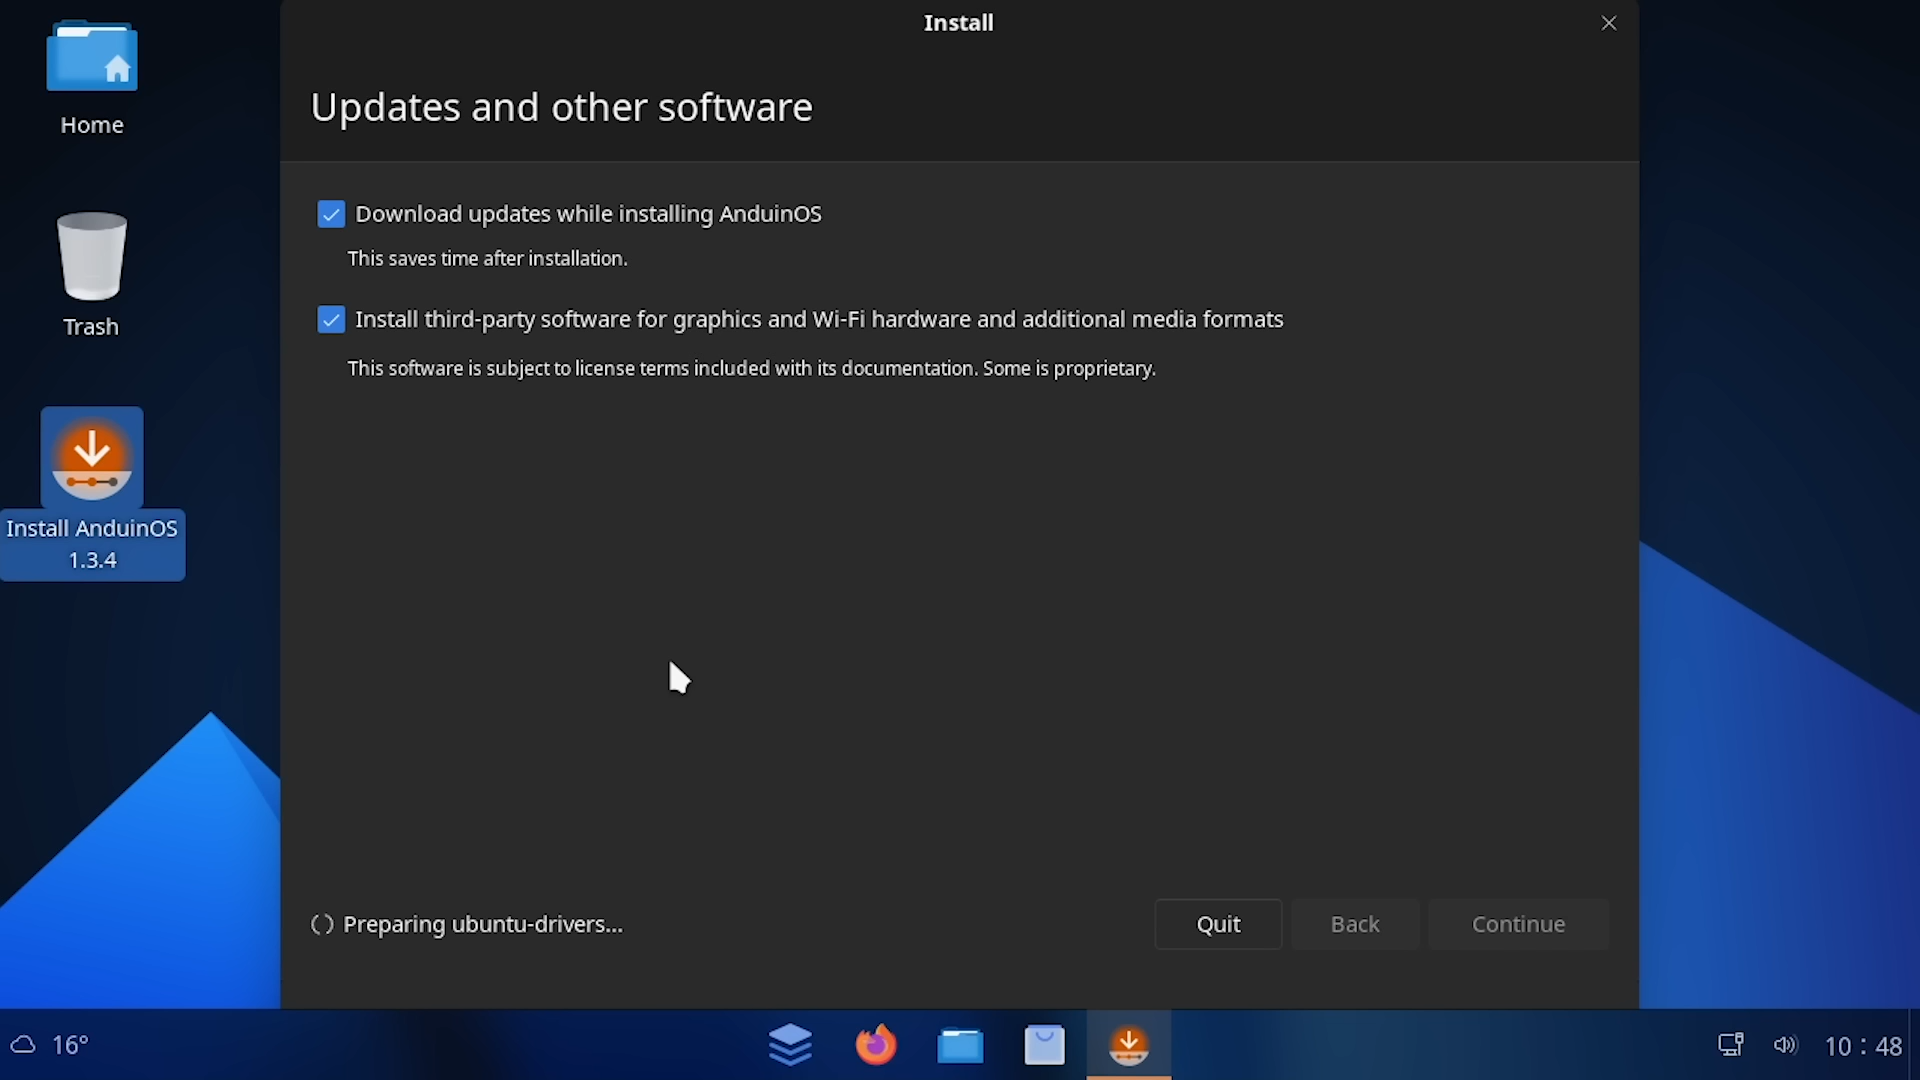 Install
Home
Updates and other software
Download updates while installing AnduinOS
This saves time after installation.
Install third-party software for graphics and Wi-Fi hardware and additional media formats
This software is subject to license terms included with its documentation. Some is proprietary.
Trash
Install AnduinOS
1.3.4
Preparing ubuntu-drivers...
Quit
Back
Continue
16°
10 : 48